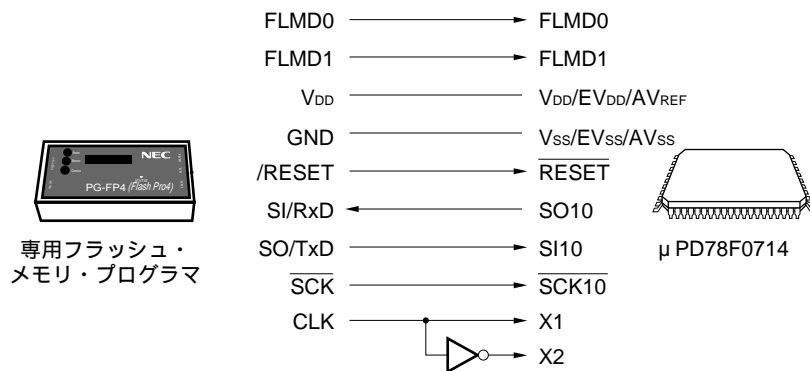 FLMD0 FLMD0
FLMD1 FLMD1
VDD VDD/EVDD/AVREF
GND VSS/EVSS/AVSS
/RESET RESET
SI/RxD SO10
SO/TxD SI10
SCK SCK10
CLK X1
X2
NEC
PG-FP4 (Flash Pro4)
専用フラッシュ・
メモリ・プログラマ
μPD78F0714